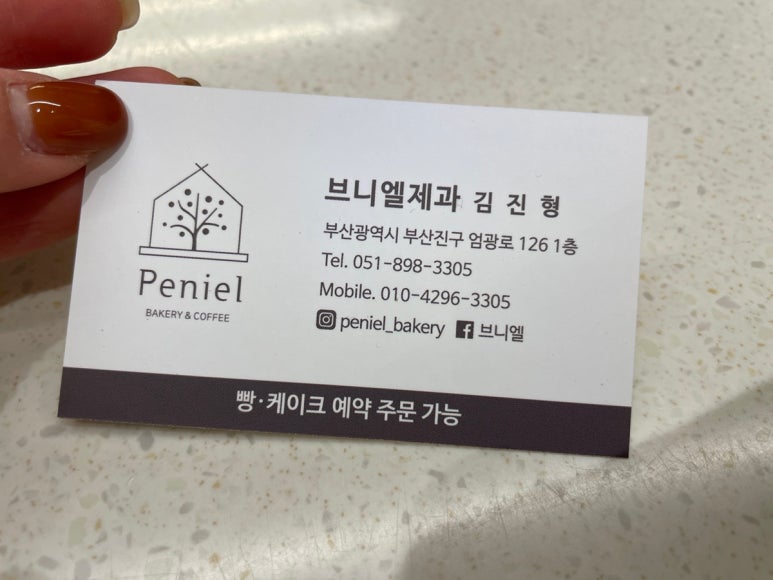 Peniel
BAKERY & COFFEE
브니엘제과 김 진 형
부산광역시 부산진구 엄광로 126 1층
Tel. 051-898-3305
Mobile. 010-4296-3305
peniel_bakery 브니엘
빵·케이크 예약 주문 가능